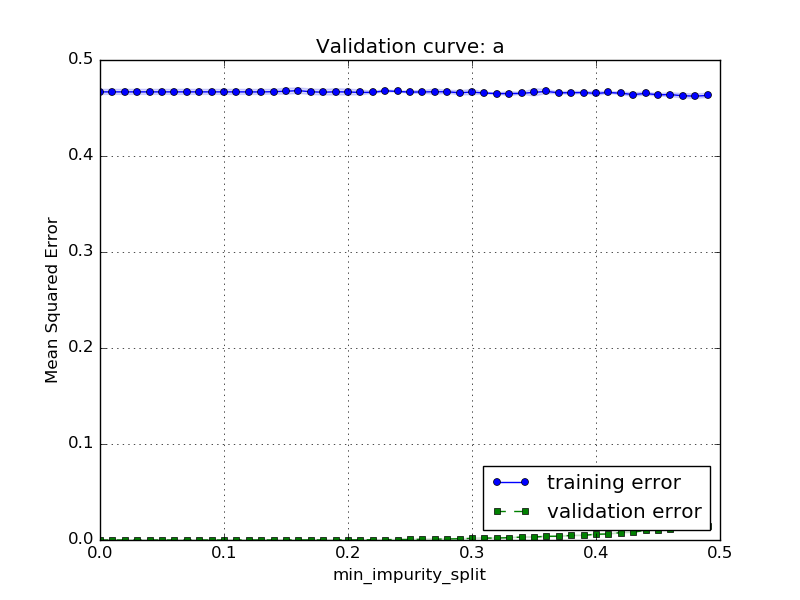 Validation curve: a
0.5
0.4
0.3
0.2
0.1
0.0
Mean Squared Error
training error
validation error
0.0 0.1 0.2 0.3 0.4 0.5
min_impurity_split